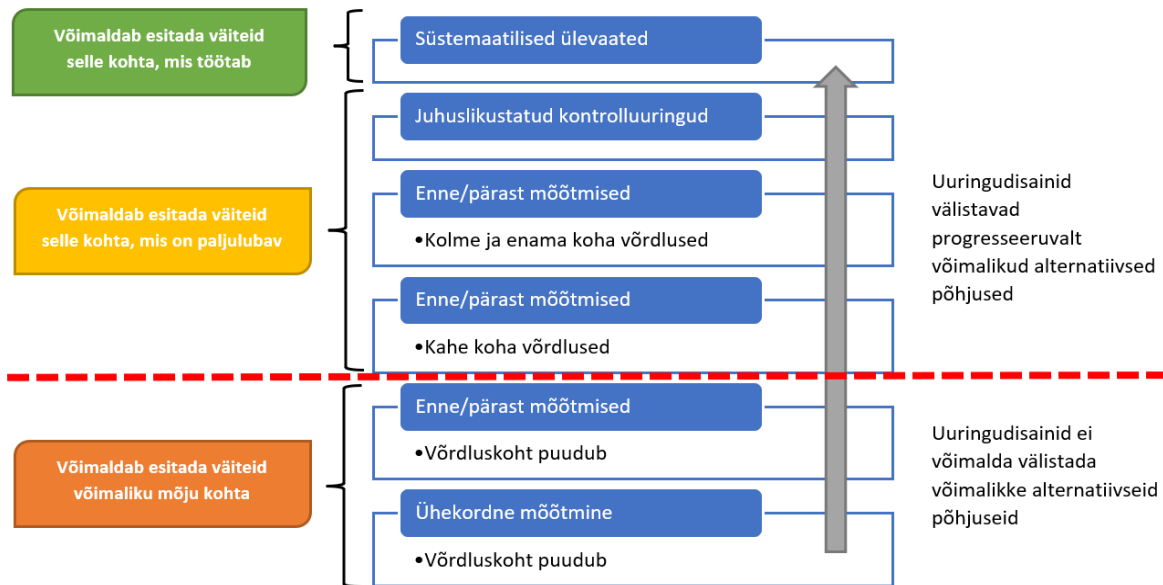 Võimaldab esitada väiteid
selle kohta, mis töötab
Süstemaatilised ülevaated
Juhuslikustatud kontrolluuringud
Võimaldab esitada väiteid
selle kohta, mis on paljulubav
Enne/pärast mõõtmised
•Kolme ja enama koha võrdlused
Enne/pärast mõõtmised
•Kahe koha võrdlused
Uuringudisainid
välistavad
progresseeruvalt
võimalikud alternatiivsed
põhjused
Võimaldab esitada väiteid
võimaliku mõju kohta
Enne/pärast mõõtmised
•Võrdluskoht puudub
Ühekordne mõõtmine
•Võrdluskoht puudub
Uuringudisainid ei
võimalda välistada
võimalikke alternatiivseid
põhjuseid